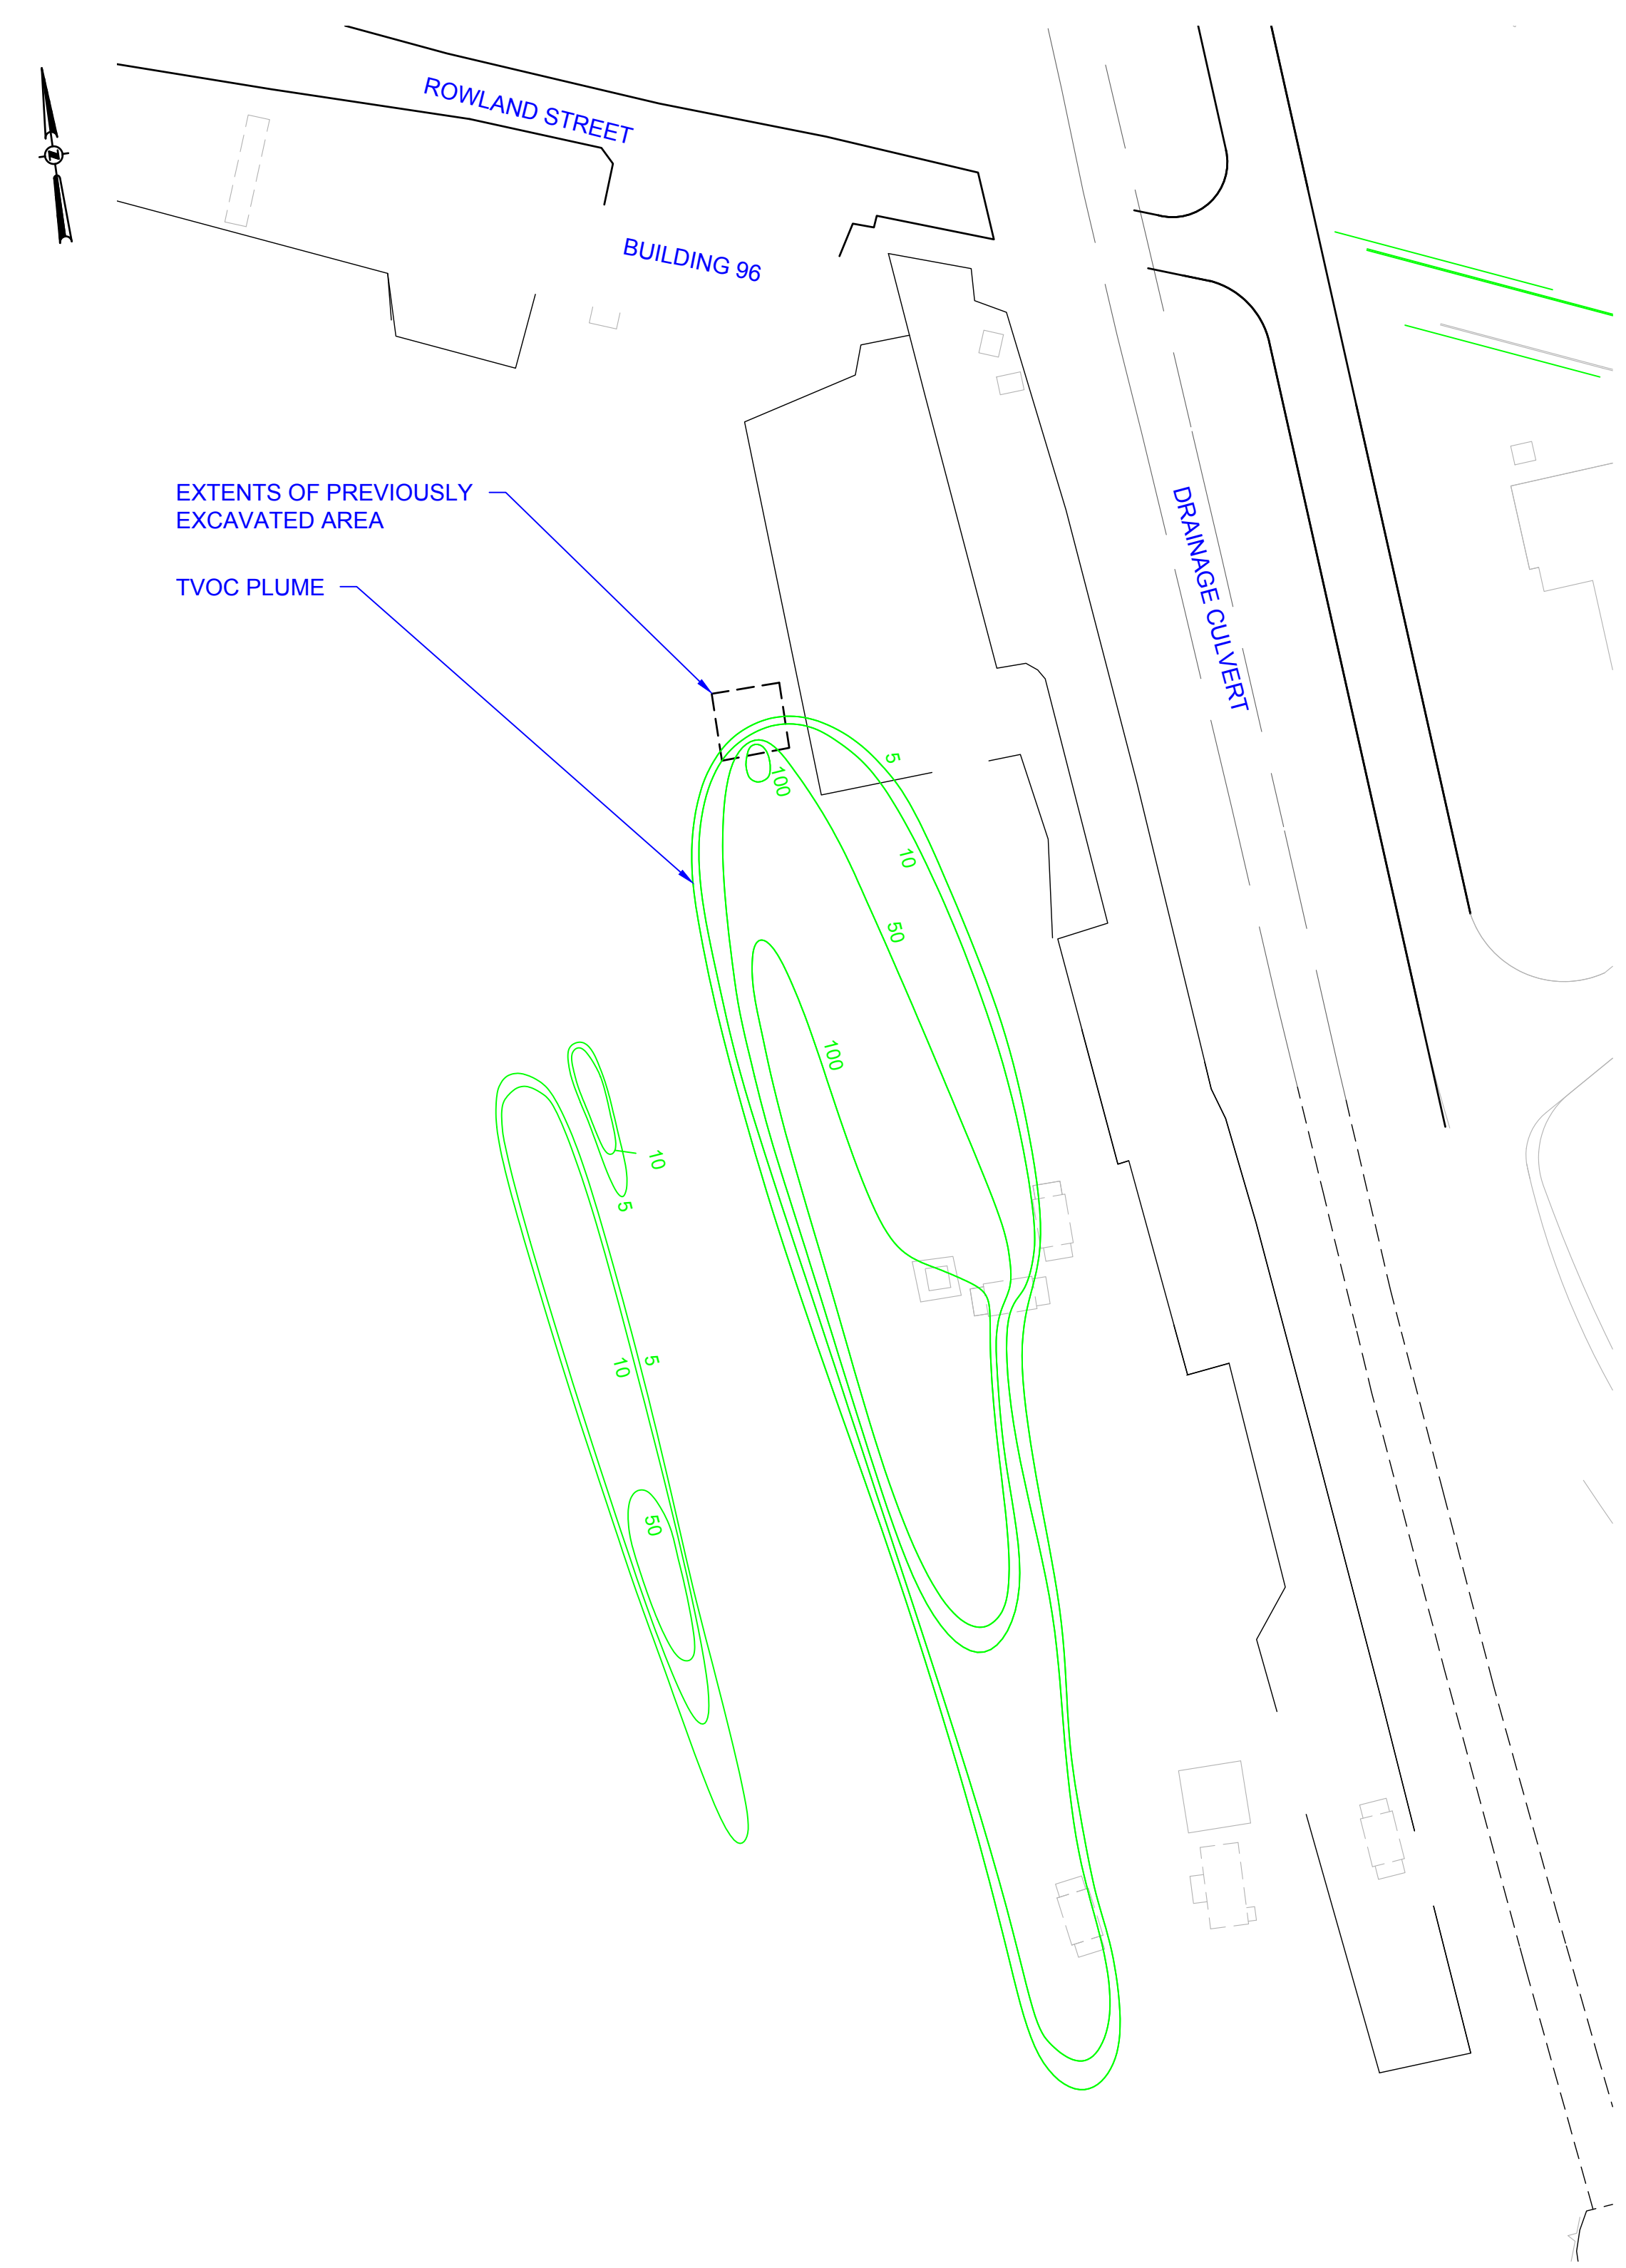 ROWLAND STREET
N
BUILDING 96
EXTENTS OF PREVIOUSLY
EXCAVATED AREA
DRAINAGE CULVERT
TVOC PLUME
5
100
10
50
100
10
5
5
10
50